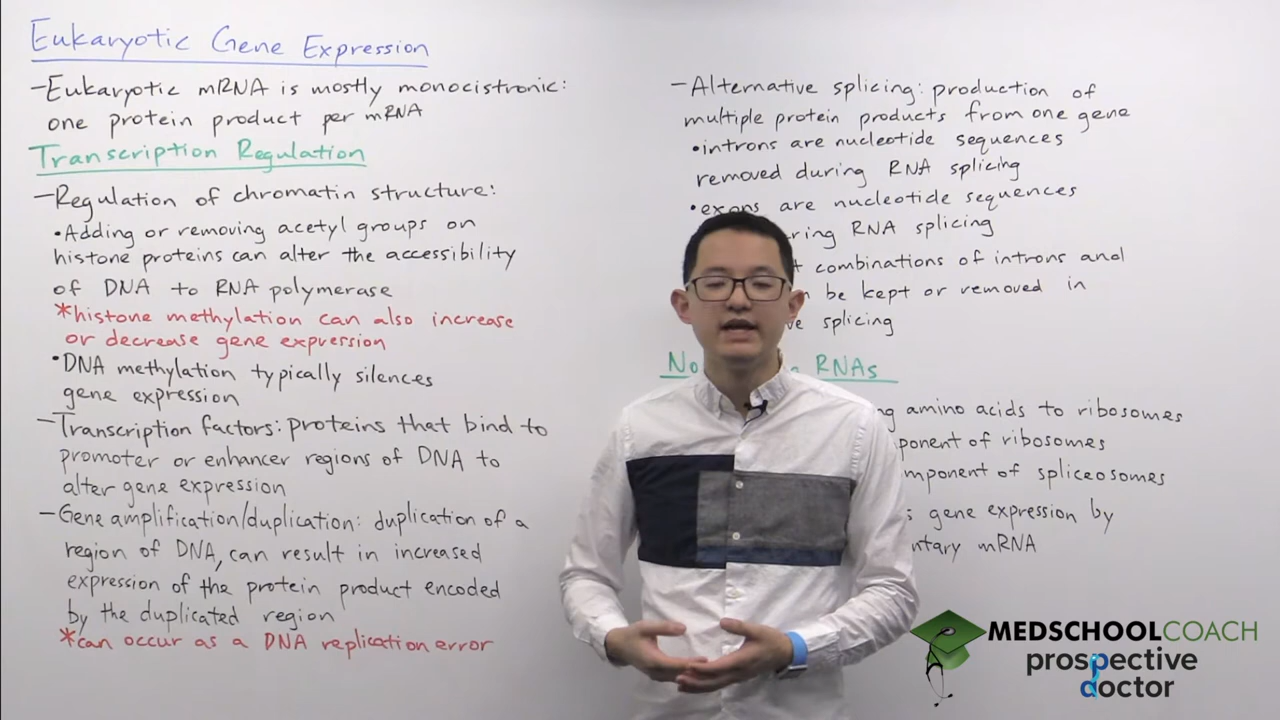 Eukaryotic Gene Expression
-Eukaryotic mRNA is mostly monocistronic:
one protein product per mRNA
Transcription Regulation
-Regulation of chromatin structure:
•Adding or removing acetyl groups on
histone proteins can alter the accessibility
of DNA to RNA polymerase
*histone methylation can also increase
or decrease gene expression
•DNA methylation typically silences
gene expression
-Transcription factors: proteins that bind to
promoter or enhancer regions of DNA to
alter gene expression
-Gene amplification/duplication: duplication of a
region of DNA, can result in increased
expression of the protein product encoded
by the duplicated region
*can occur as a DNA replication error
-Alternative splicing: production of
multiple protein products from one gene
•introns are nucleotide sequences
removed during RNA splicing
•exons are nucleotide sequences
RNA splicing
combinations of introns and
be kept or removed in
splicing
RNAs
amino acids to ribosomes
of ribosomes
of spliceosomes
gene expression by
mRNA
MEDSCHOOLCOACH
prospective
doctor